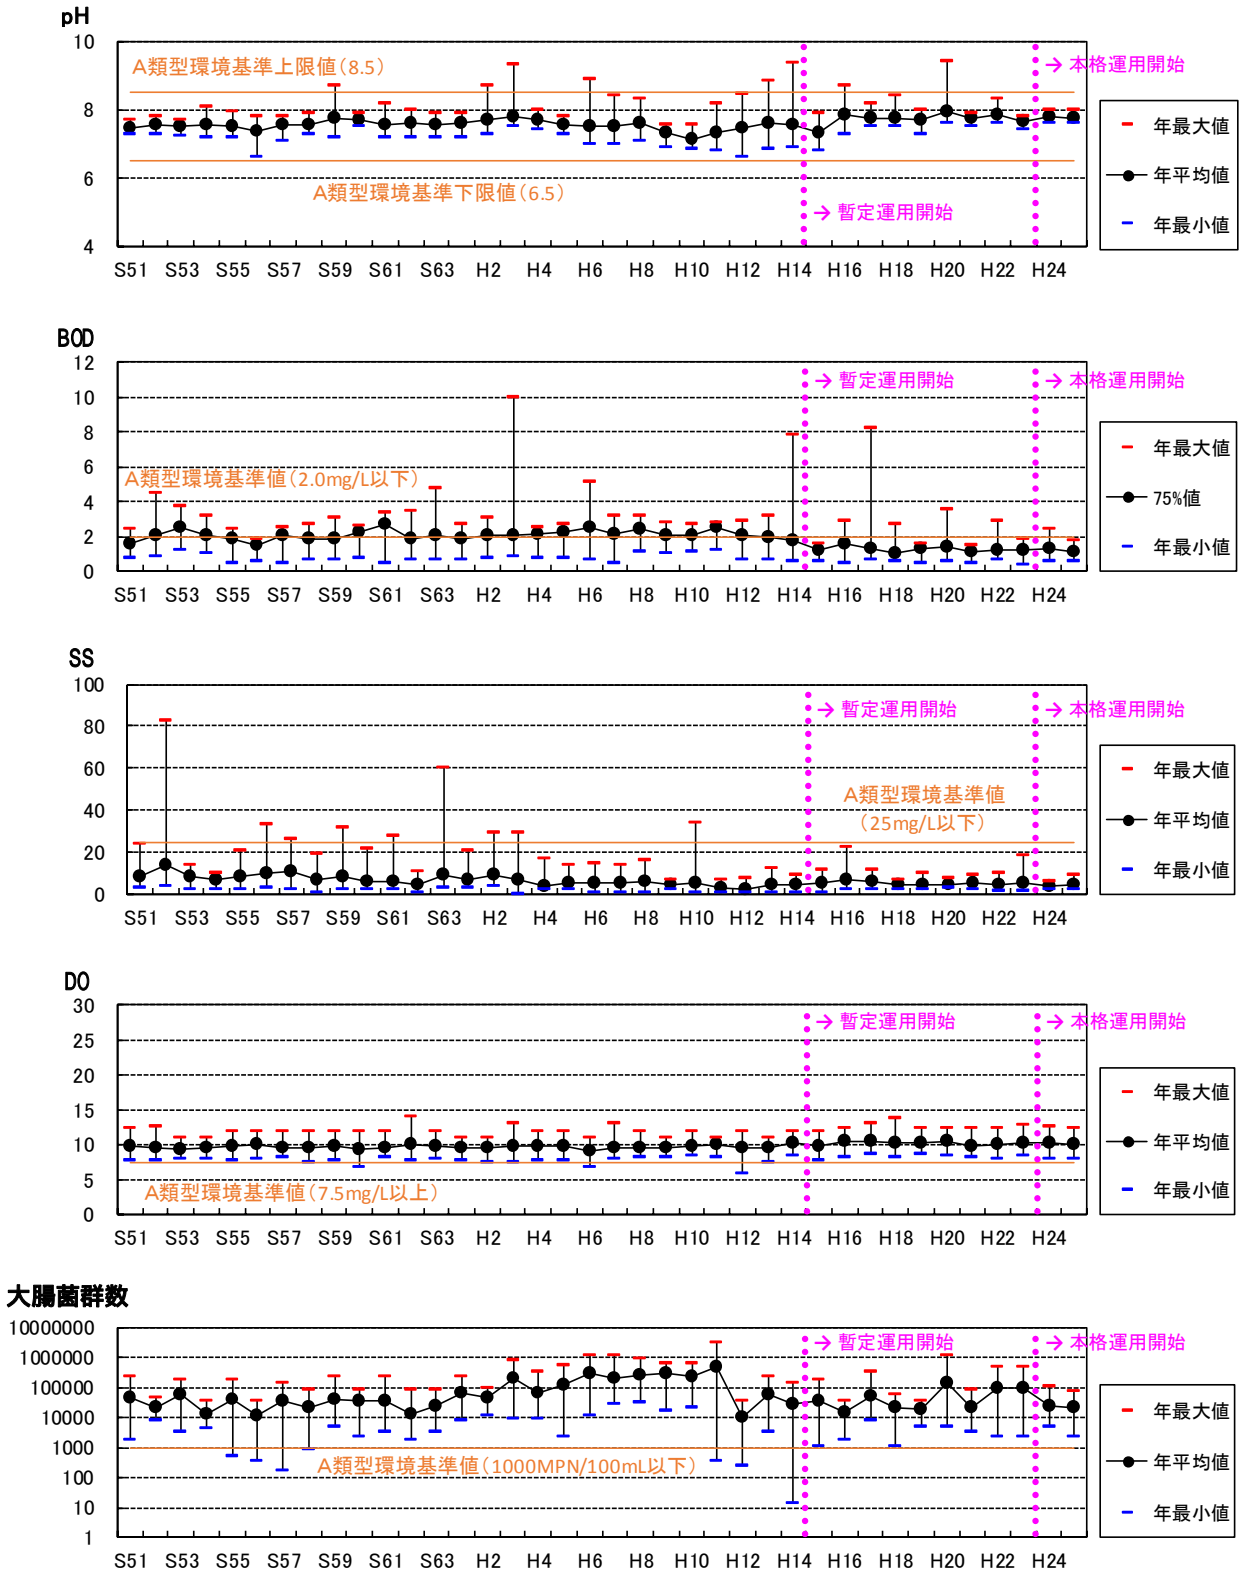 pH
10
8
6
4
A類型環境基準上限値(8.5)
A類型環境基準下限値(6.5)
→ 暫定運用開始
→ 本格運用開始
年最大値
年平均値
年最小値
S51 S53 S55 S57 S59 S61 S63 H2 H4 H6 H8 H10 H12 H14 H16 H18 H20 H22 H24
BOD
12
10
8
6
4
2
0
A類型環境基準値(2.0mg/L以下)
→ 暫定運用開始
→ 本格運用開始
年最大値
75%値
年最小値
S51 S53 S55 S57 S59 S61 S63 H2 H4 H6 H8 H10 H12 H14 H16 H18 H20 H22 H24
SS
100
80
60
40
20
0
→ 暫定運用開始
→ 本格運用開始
A類型環境基準値
(25mg/L以下)
年最大値
年平均値
年最小値
S51 S53 S55 S57 S59 S61 S63 H2 H4 H6 H8 H10 H12 H14 H16 H18 H20 H22 H24
DO
30
25
20
15
10
5
0
→ 暫定運用開始
→ 本格運用開始
A類型環境基準値(7.5mg/L以上)
年最大値
年平均値
年最小値
S51 S53 S55 S57 S59 S61 S63 H2 H4 H6 H8 H10 H12 H14 H16 H18 H20 H22 H24
大腸菌群数
10000000
1000000
100000
10000
1000
100
10
1
→ 暫定運用開始
→ 本格運用開始
A類型環境基準値(1000MPN/100mL以下)
年最大値
年平均値
年最小値
S51 S53 S55 S57 S59 S61 S63 H2 H4 H6 H8 H10 H12 H14 H16 H18 H20 H22 H24